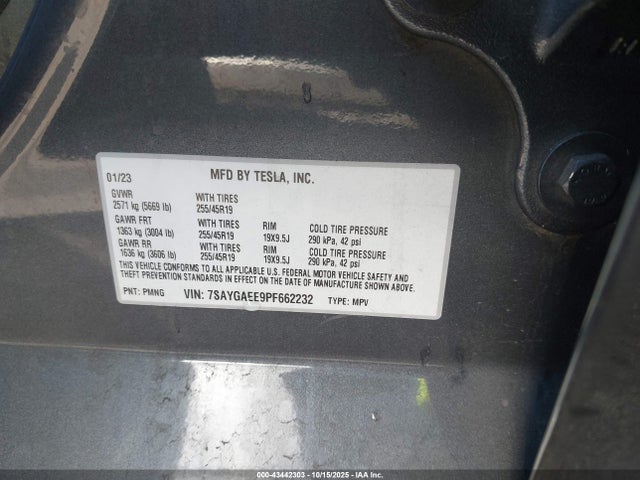 01/23 MFD BY TESLA, INC.
GVWR WITH TIRES
2571 kg (5669 lb) 255/45R19
GAWR FRT WITH TIRES RIM COLD TIRE PRESSURE
1363 kg (3004 lb) 255/45R19 19X9.5J 290 kPa, 42 psi
GAWR RR WITH TIRES RIM COLD TIRE PRESSURE
1636 kg (3606 lb) 255/45R19 19X9.5J 290 kPa, 42 psi
THIS VEHICLE CONFORMS TO ALL APPLICABLE U.S. FEDERAL MOTOR VEHICLE SAFETY AND
THEFT PREVENTION STANDARDS IN EFFECT ON THE DATE OF MANUFACTURE SHOWN ABOVE.
PNT: PMNG VIN: 7SAYGAEE9PF662232 TYPE: MPV
000-43442303 - 10/15/2025 - © IAA, LLC